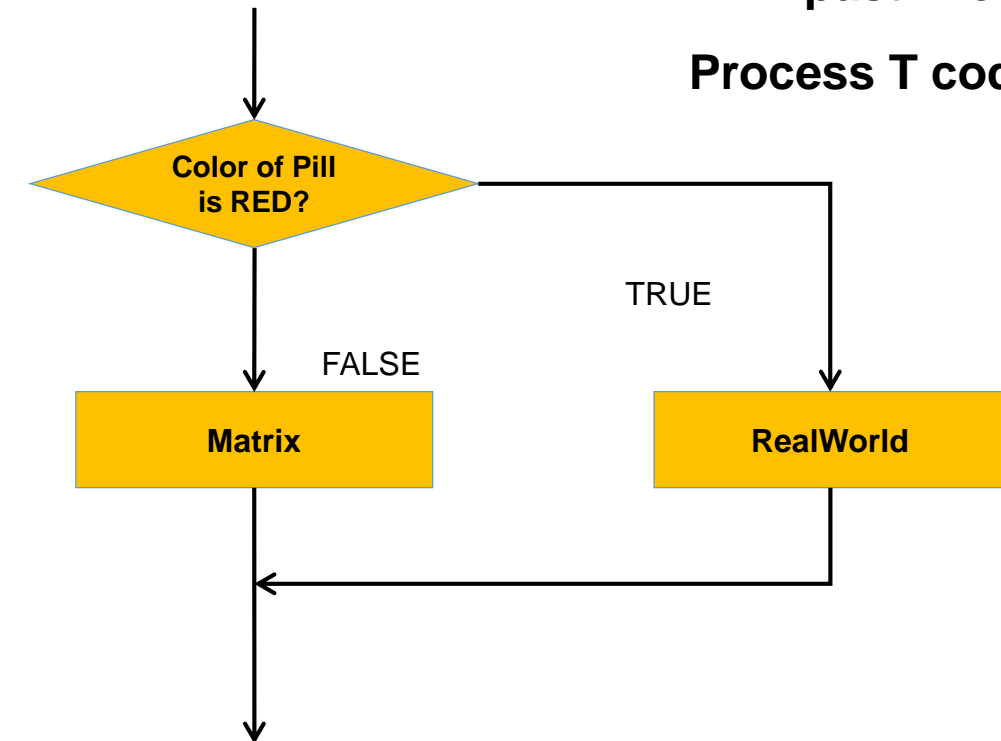 Process T
Color of Pill
is RED?
TRUE
FALSE
Matrix
RealWorld